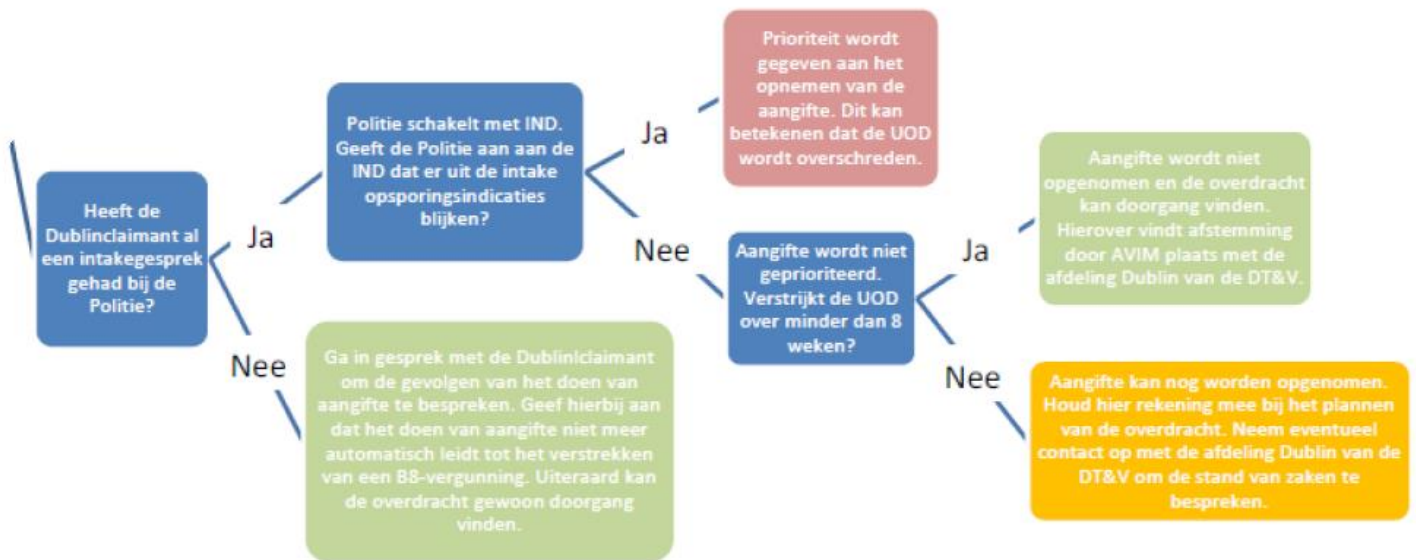 Heeft de
Dublinclaimant al
een intakegesprek
gehad bij de
Politie?
Ja
Politie schakelt met IND.
Geeft de Politie aan aan de
IND dat er uit de intake
opsporingsindicaties
blijken?
Ja
Prioriteit wordt
gegeven aan het
opnemen van de
aangifte. Dit kan
betekenen dat de UOD
wordt overschreden.
Nee
Aangifte wordt niet
geprioriteerd.
Verstrijkt de UOD
over minder dan 8
weken?
Ja
Aangifte wordt niet
opgenomen en de overdracht
kan doorgang vinden.
Hierover vindt afstemming
door AVIM plaats met de
afdeling Dublin van de DT&V.
Nee
Aangifte kan nog worden opgenomen.
Houd hier rekening mee bij het plannen
van de overdracht. Neem eventueel
contact op met de afdeling Dublin van de
DT&V om de stand van zaken te
bespreken.
Nee
Ga in gesprek met de Dublinlclaimant
om de gevolgen van het doen van
aangifte te bespreken. Geef hierbij aan
dat het doen van aangifte niet meer
automatisch leidt tot het verstrekken
van een B8-vergunning. Uiteraard kan
de overdracht gewoon doorgang
vinden.